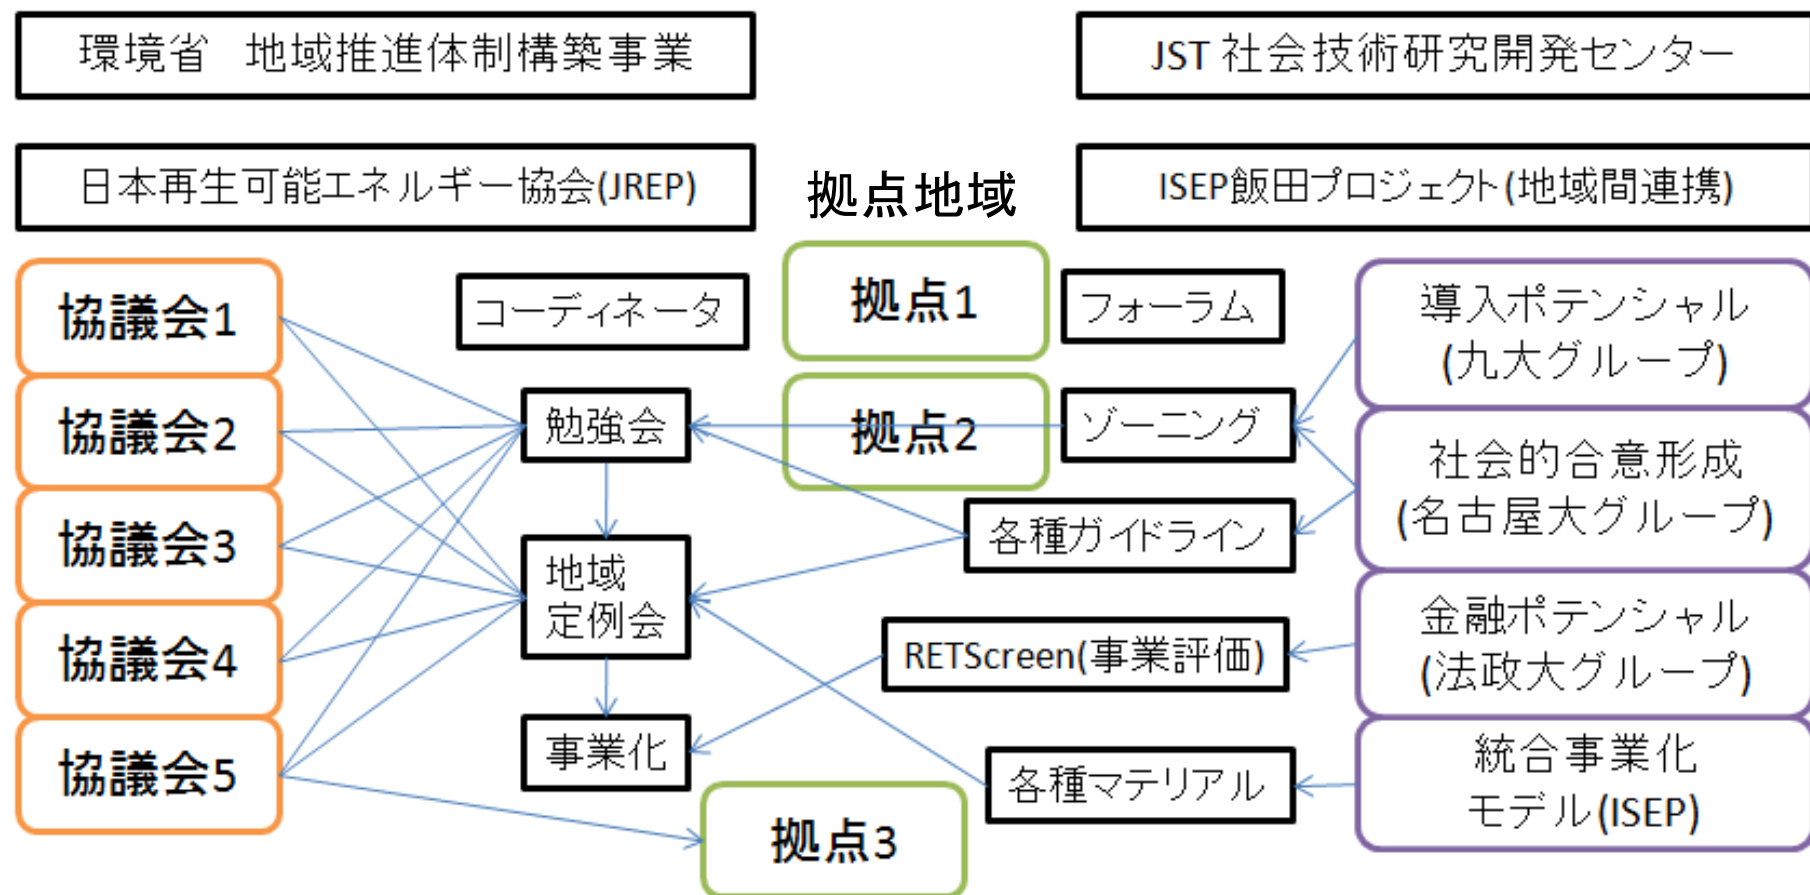 環境省　地域推進体制構築事業
JST 社会技術研究開発センター
日本再生可能エネルギー協会(JREP)
拠点地域
ISEP飯田プロジェクト(地域間連携)
協議会1
協議会2
協議会3
協議会4
協議会5
コーディネータ
勉強会
地域
定例会
事業化
拠点1
拠点2
拠点3
フォーラム
ゾーニング
各種ガイドライン
RETScreen(事業評価)
各種マテリアル
導入ポテンシャル
(九大グループ)
社会的合意形成
(名古屋大グループ)
金融ポテンシャル
(法政大グループ)
統合事業化
モデル(ISEP)